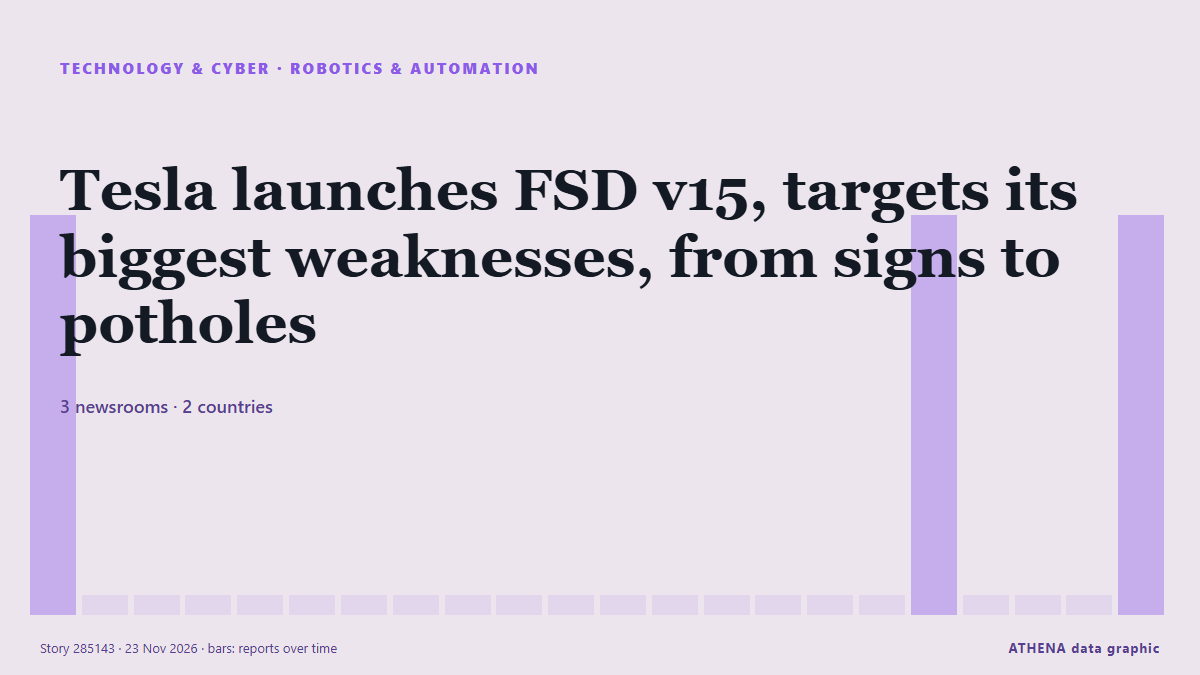 TECHNOLOGY & CYBER · ROBOTICS & AUTOMATION
Tesla launches FSD v15, targets its
biggest weaknesses, from signs to
potholes
3 newsrooms · 2 countries
Story 285143 · 23 Nov 2026 · bars: reports over time
ATHENA data graphic